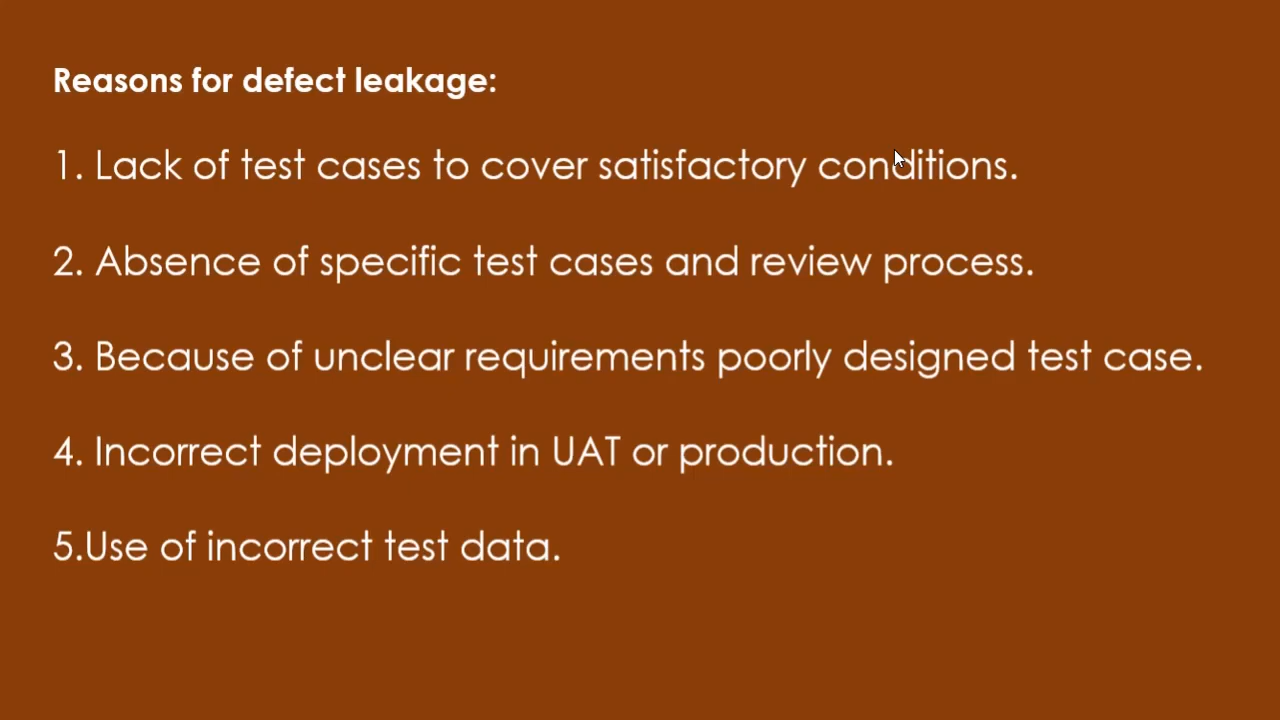 Reasons for defect leakage:
1. Lack of test cases to cover satisfactory conditions.
2. Absence of specific test cases and review process.
3. Because of unclear requirements poorly designed test case.
4. Incorrect deployment in UAT or production.
5.Use of incorrect test data.